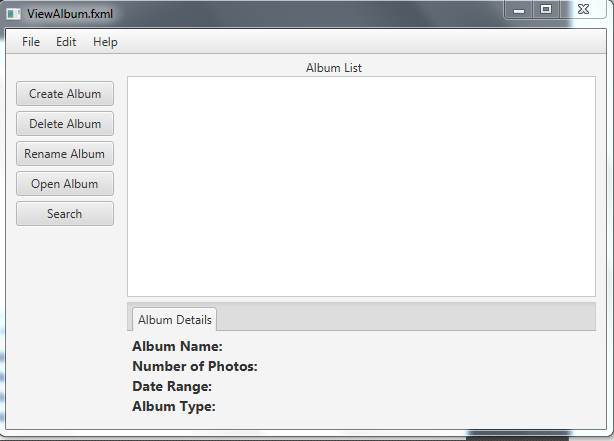 ViewAlbum.fxml
File Edit Help
Album List
Create Album
Delete Album
Rename Album
Open Album
Search
Album Details
Album Name:
Number of Photos:
Date Range:
Album Type: